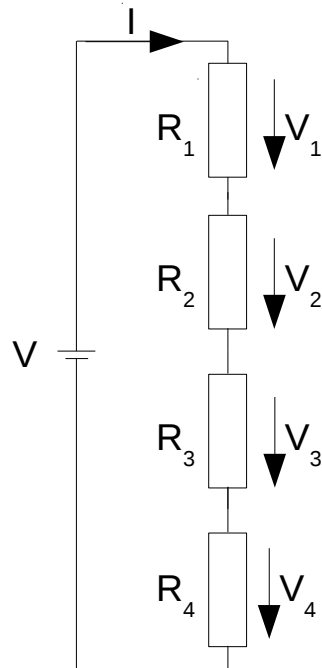 I
R₁ V₁
R₂ V₂
V
R₃ V₃
R₄ V₄